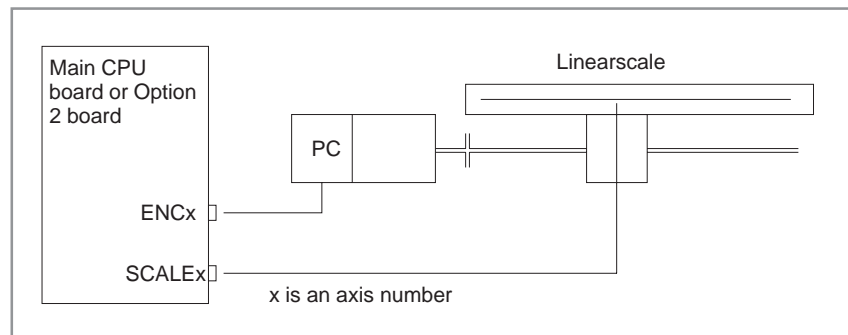 Main CPU
board or Option
2 board
Linearscale
PC
ENCx
SCALEx
x is an axis number